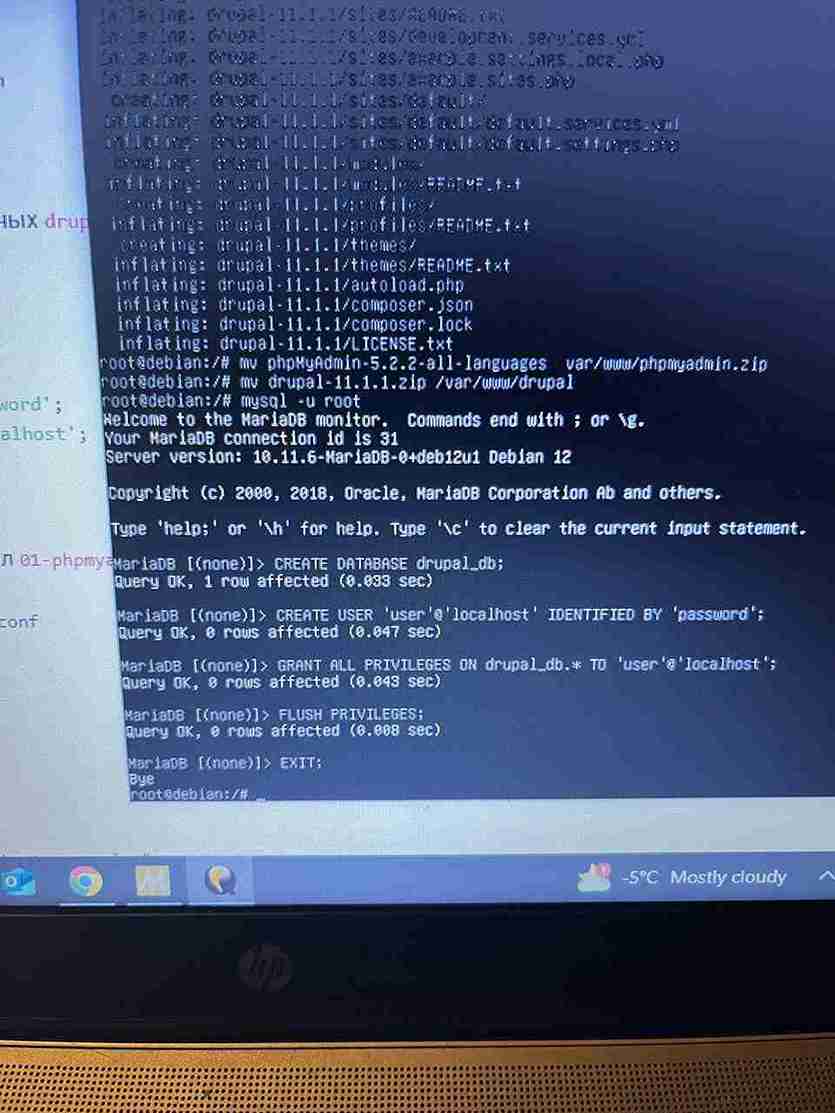 inflating: drupal-11.1.1/sites/README.txt
inflating: drupal-11.1.1/sites/development.services.yml
inflating: drupal-11.1.1/sites/example.settings.local.php
inflating: drupal-11.1.1/sites/example.sites.php
creating: drupal-11.1.1/sites/default/
inflating: drupal-11.1.1/sites/default/default.services.yml
inflating: drupal-11.1.1/sites/default/default.settings.php
creating: drupal-11.1.1/modules/
inflating: drupal-11.1.1/modules/README.txt
creating: drupal-11.1.1/profiles/
ных drup
inflating: drupal-11.1.1/profiles/README.txt
creating: drupal-11.1.1/themes/
inflating: drupal-11.1.1/themes/README.txt
inflating: drupal-11.1.1/autoload.php
inflating: drupal-11.1.1/composer.json
inflating: drupal-11.1.1/composer.lock
inflating: drupal-11.1.1/LICENSE.txt
root@debian:/# mv phpMyAdmin-5.2.2-all-languages var/www/phpmyadmin.zip
root@debian:/# mv drupal-11.1.1.zip /var/www/drupal
root@debian:/# mysql -u root
word';
Welcome to the MariaDB monitor. Commands end with ; or \g.
alhost';
Your MariaDB connection id is 31
Server version: 10.11.6-MariaDB-0+deb12u1 Debian 12
Copyright (c) 2000, 2018, Oracle, MariaDB Corporation Ab and others.
Type 'help;' or '\h' for help. Type '\c' to clear the current input statement.
л 01-phpmya
MariaDB [(none)]> CREATE DATABASE drupal_db;
Query OK, 1 row affected (0.033 sec)
conf
MariaDB [(none)]> CREATE USER 'user'@'localhost' IDENTIFIED BY 'password';
Query OK, 0 rows affected (0.047 sec)
MariaDB [(none)]> GRANT ALL PRIVILEGES ON drupal_db.* TO 'user'@'localhost';
Query OK, 0 rows affected (0.043 sec)
MariaDB [(none)]> FLUSH PRIVILEGES;
Query OK, 0 rows affected (0.008 sec)
MariaDB [(none)]> EXIT;
Bye
root@debian:/# _
-5°C Mostly cloudy
hp